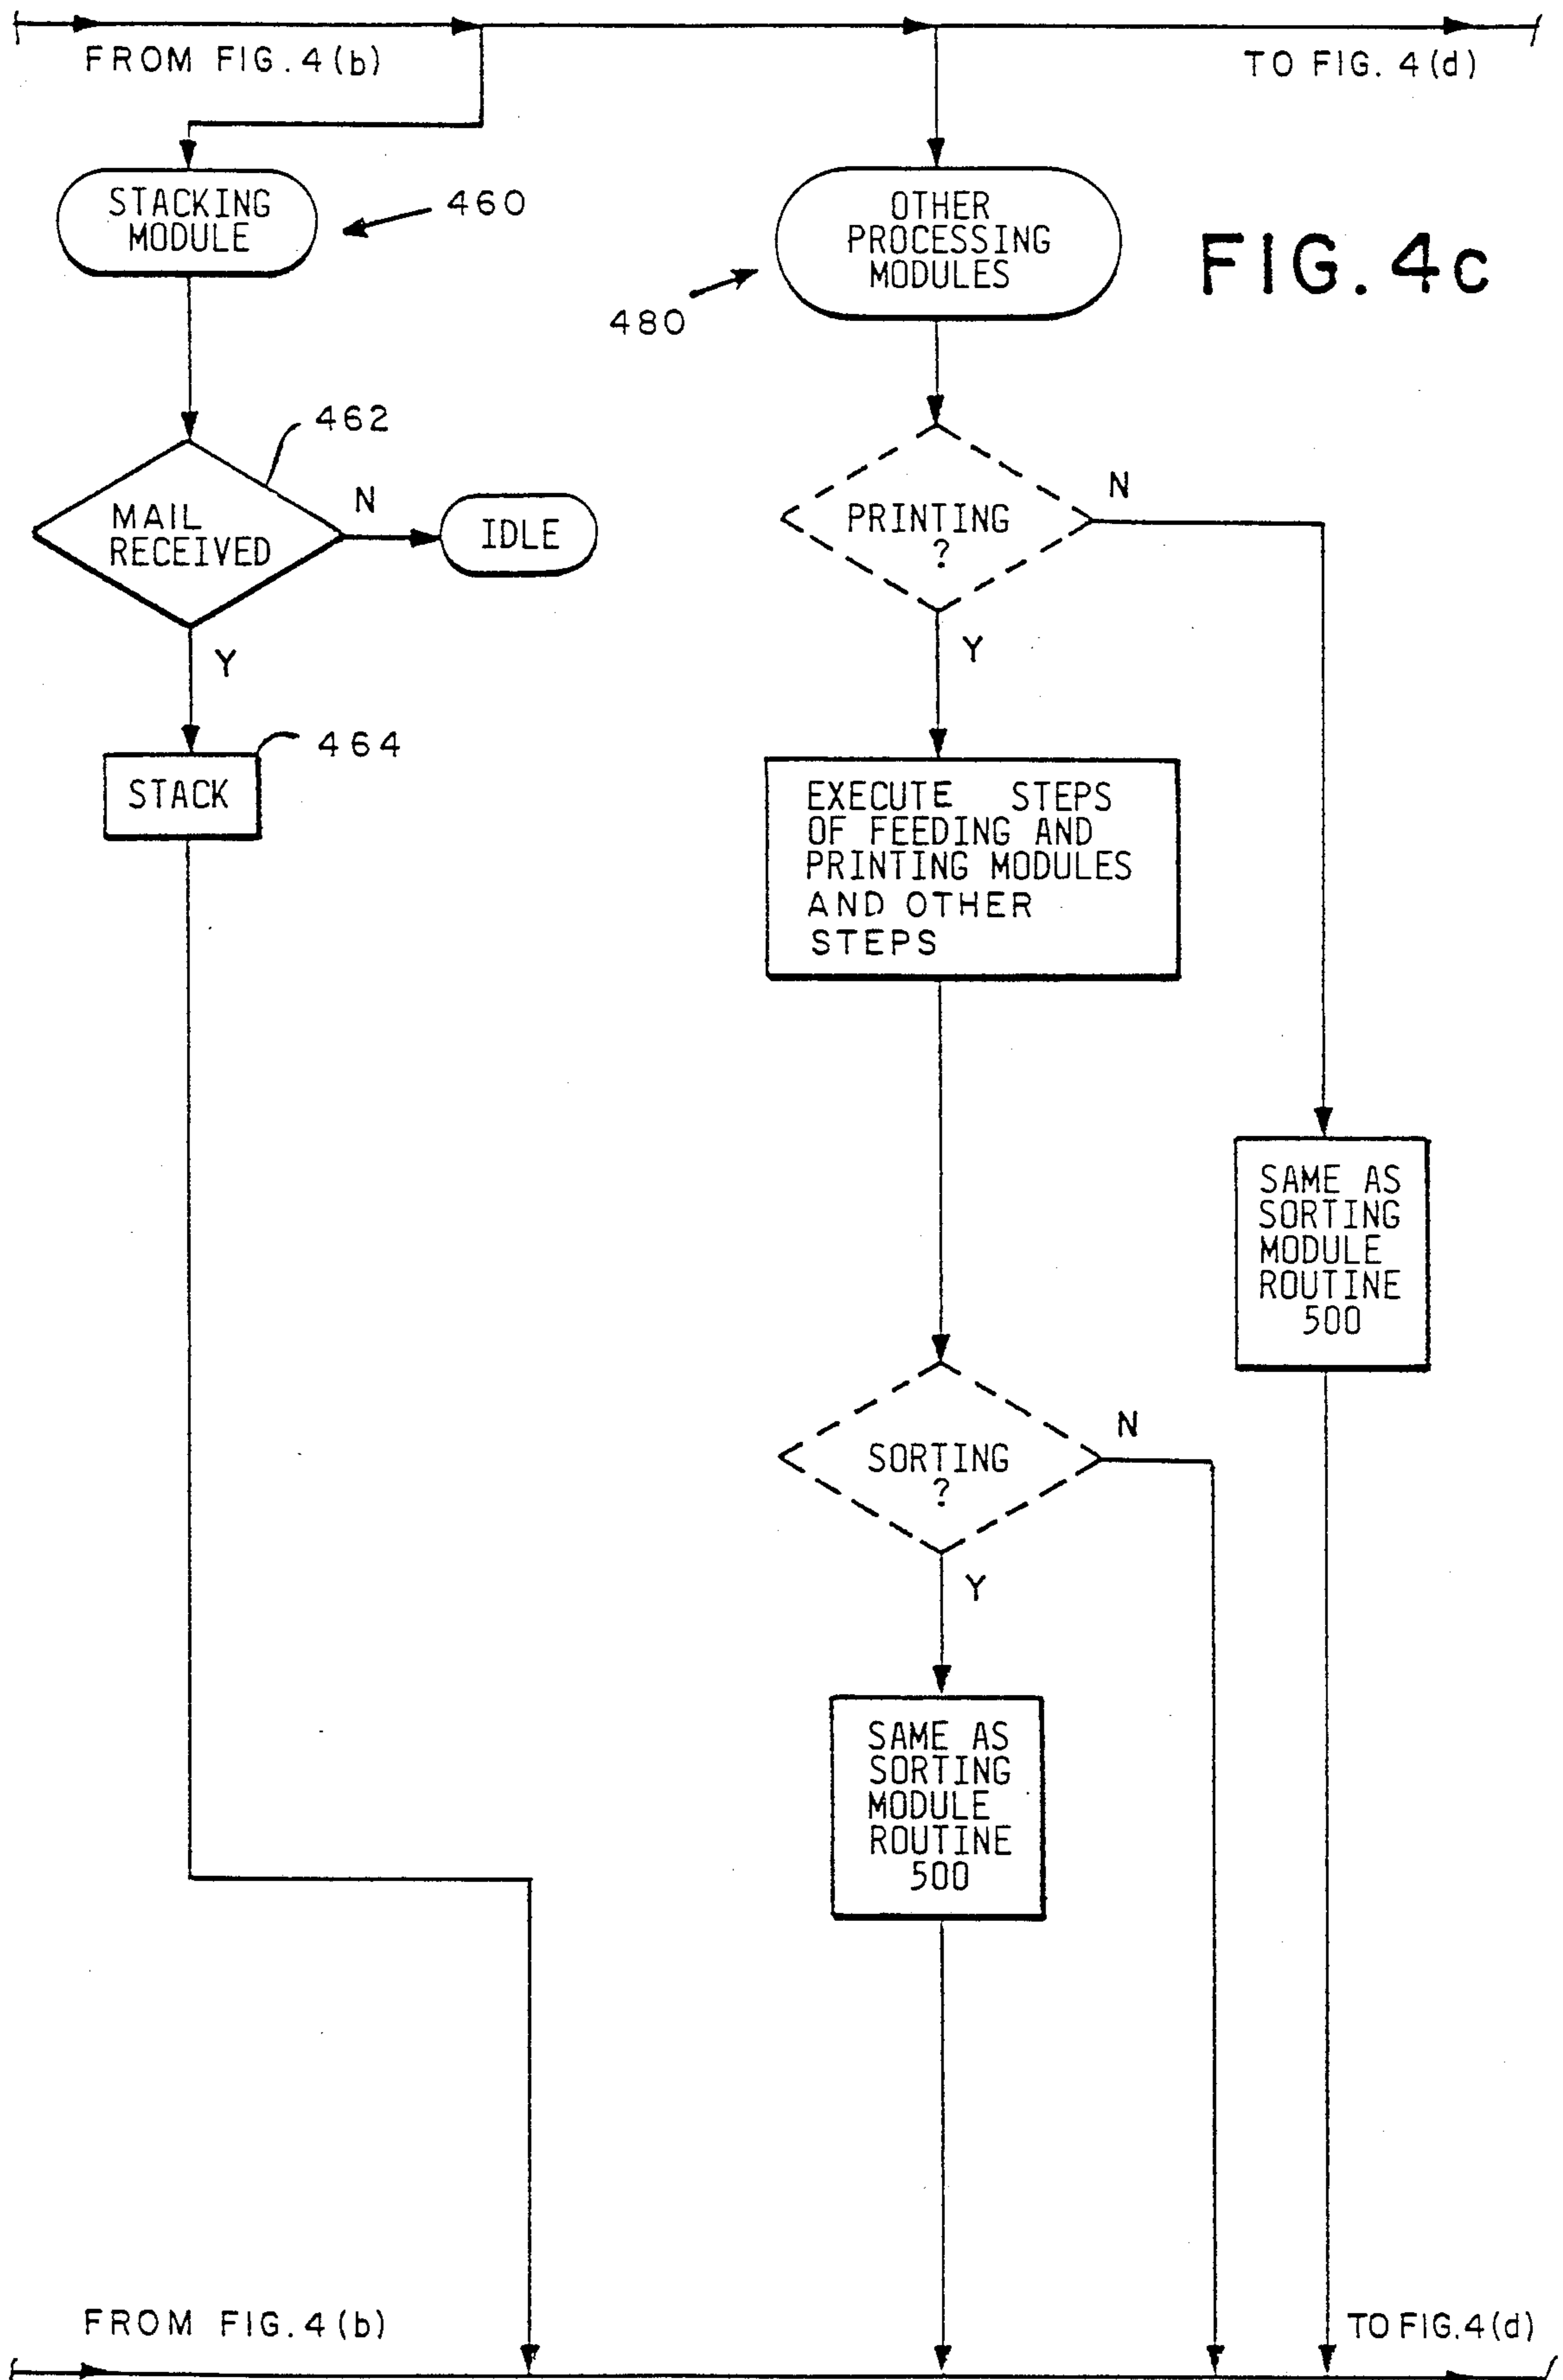 FROM FIG. 4(b)
TO FIG. 4(d)
STACKING
MODULE
460
OTHER
PROCESSING
MODULES
480
FIG. 4c
462
MAIL
RECEIVED
N
IDLE
Y
PRINTING
?
N
Y
464
STACK
EXECUTE STEPS
OF FEEDING AND
PRINTING MODULES
AND OTHER
STEPS
SAME AS
SORTING
MODULE
ROUTINE
500
SORTING
?
N
Y
SAME AS
SORTING
MODULE
ROUTINE
500
FROM FIG. 4(b)
TO FIG. 4(d)